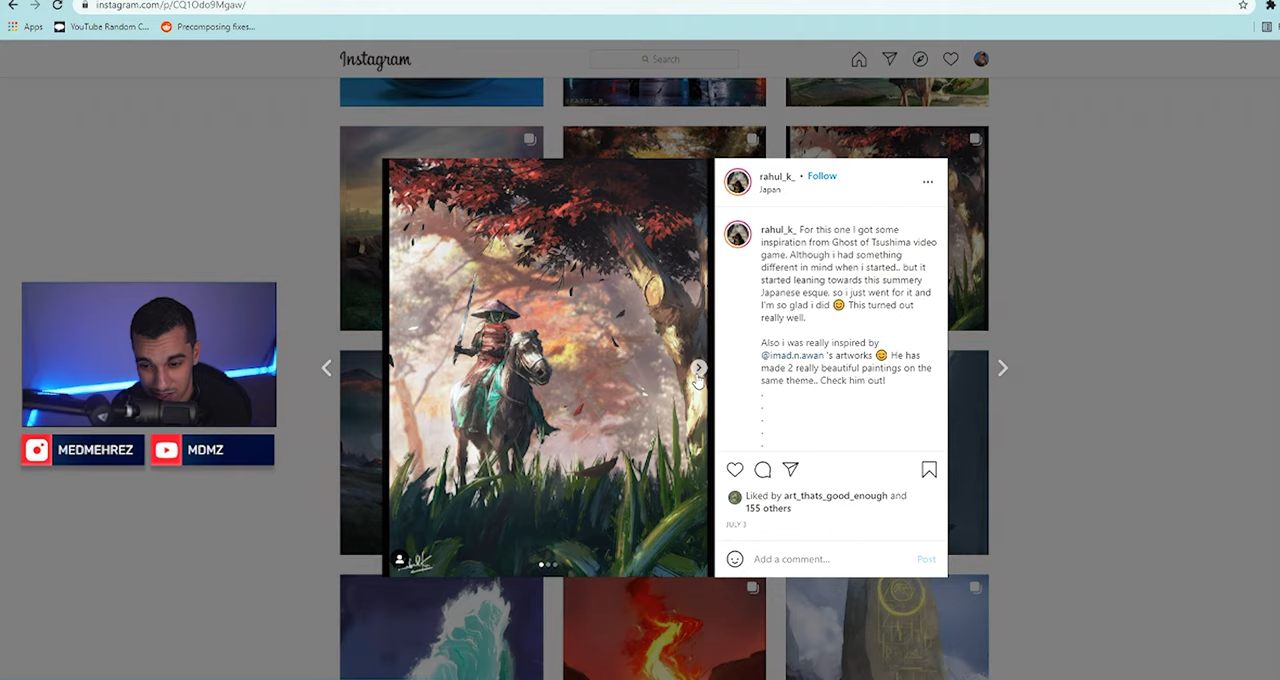 instagram.com/p/CQ1Odo9Mgaw/
Apps YouTube Random C... Precomposing fixes...
Instagram
Search
rahul_k_ • Follow
Japan
rahul_k_ For this one I got some
inspiration from Ghost of Tsushima video
game. Although i had something
different in mind when i started.. but it
started leaning towards this summery
Japanese esque, so i just went for it and
I'm so glad i did 😊 This turned out
really well.
Also i was really inspired by
@imad.n.awan 's artworks 😊 He has
made 2 really beautiful paintings on the
same theme.. Check him out!
.
.
.
.
.
Liked by art_thats_good_enough and
155 others
JULY 3
Add a comment... Post
MEDMEHREZ MDMZ